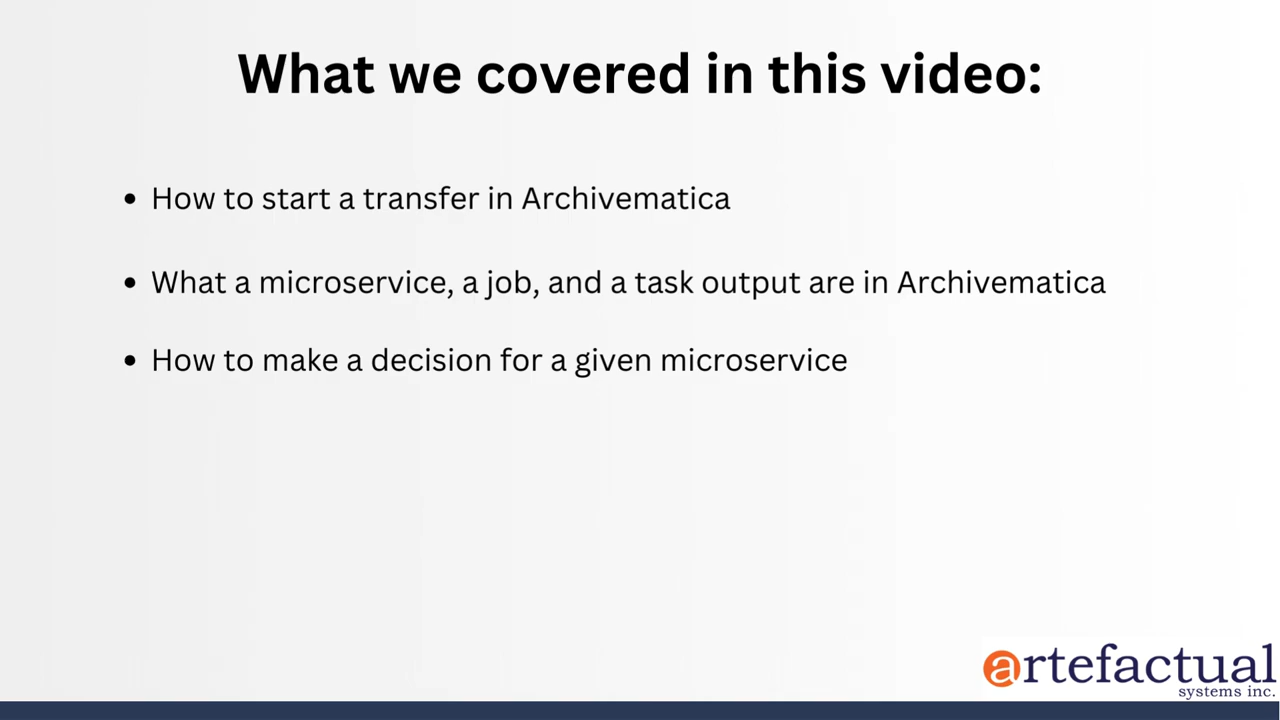 What we covered in this video:
• How to start a transfer in Archivematica
• What a microservice, a job, and a task output are in Archivematica
• How to make a decision for a given microservice
artefactual
systems inc.